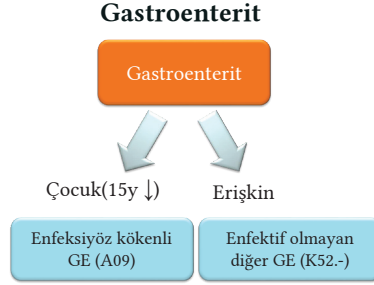 Gastroenterit
Gastroenterit
Çocuk(15y ↓)
Erişkin
Enfeksiyöz kökenli
GE (A09)
Enfektif olmayan
diğer GE (K52.-)